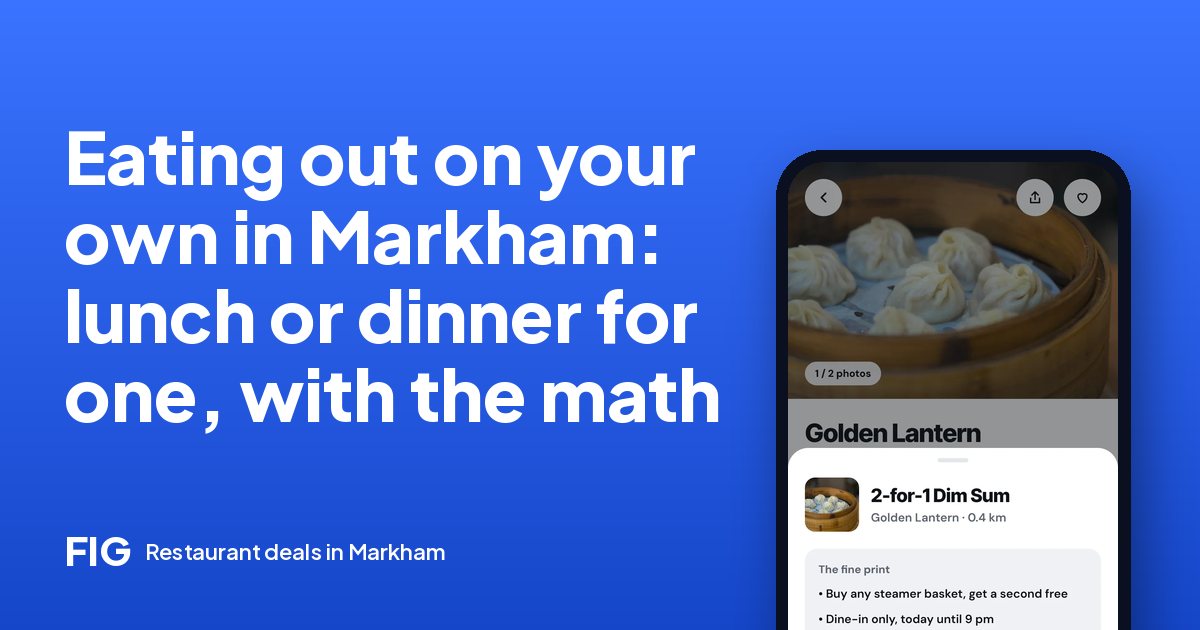 Eating out on your
own in Markham:
lunch or dinner for
one, with the math
FIG Restaurant deals in Markham
1 / 2 photos
Golden Lantern
2-for-1 Dim Sum
Golden Lantern · 0.4 km
The fine print
• Buy any steamer basket, get a second free
• Dine-in only, today until 9 pm